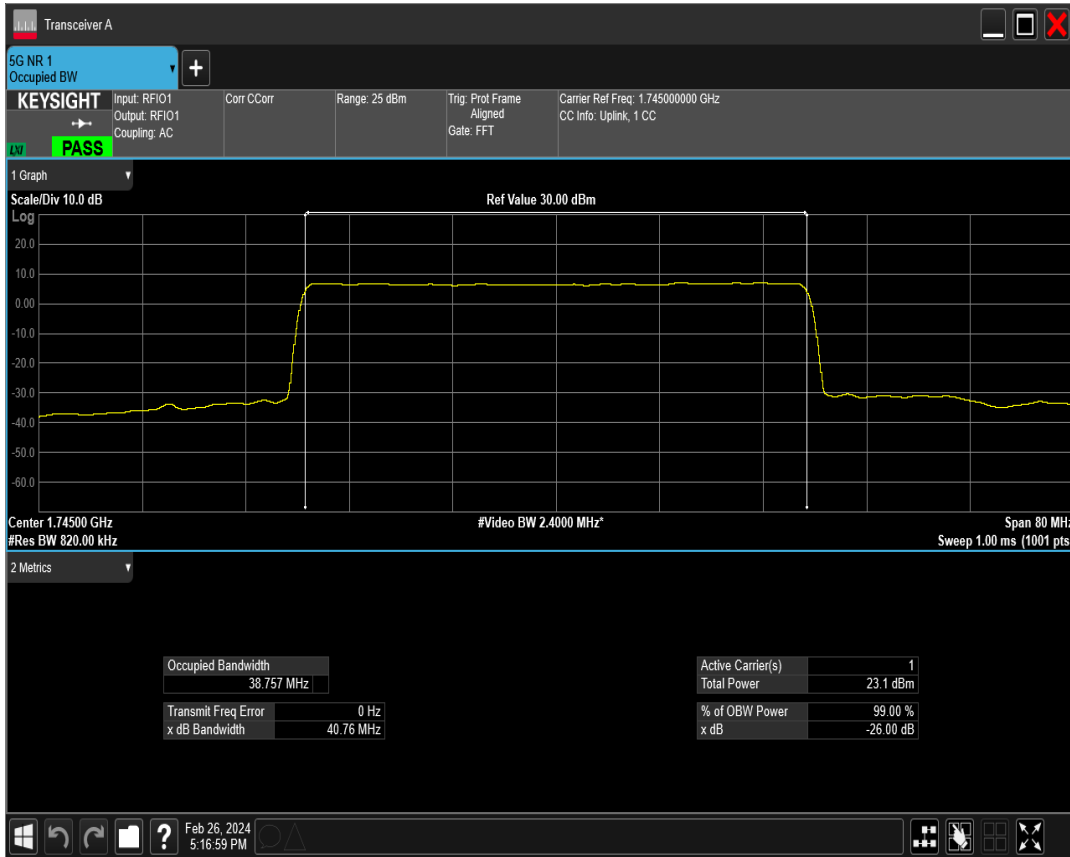 Transceiver A
5G NR 1
Occupied BW
KEYSIGHT
LXI
PASS
Input: RFIO1
Output: RFIO1
Coupling: AC
Corr CCorr
Range: 25 dBm
Trig: Prot Frame
Aligned
Gate: FFT
Carrier Ref Freq: 1.745000000 GHz
CC Info: Uplink, 1 CC
1 Graph
Scale/Div 10.0 dB
Ref Value 30.00 dBm
Log
20.0
10.0
0.00
-10.0
-20.0
-30.0
-40.0
-50.0
-60.0
Center 1.74500 GHz
#Video BW 2.4000 MHz*
Span 80 MHz
#Res BW 820.00 kHz
Sweep 1.00 ms (1001 pts
2 Metrics
Occupied Bandwidth
38.757 MHz
Transmit Freq Error 0 Hz
x dB Bandwidth 40.76 MHz
Active Carrier(s) 1
Total Power 23.1 dBm
% of OBW Power 99.00 %
x dB -26.00 dB
?
Feb 26, 2024
5:16:59 PM